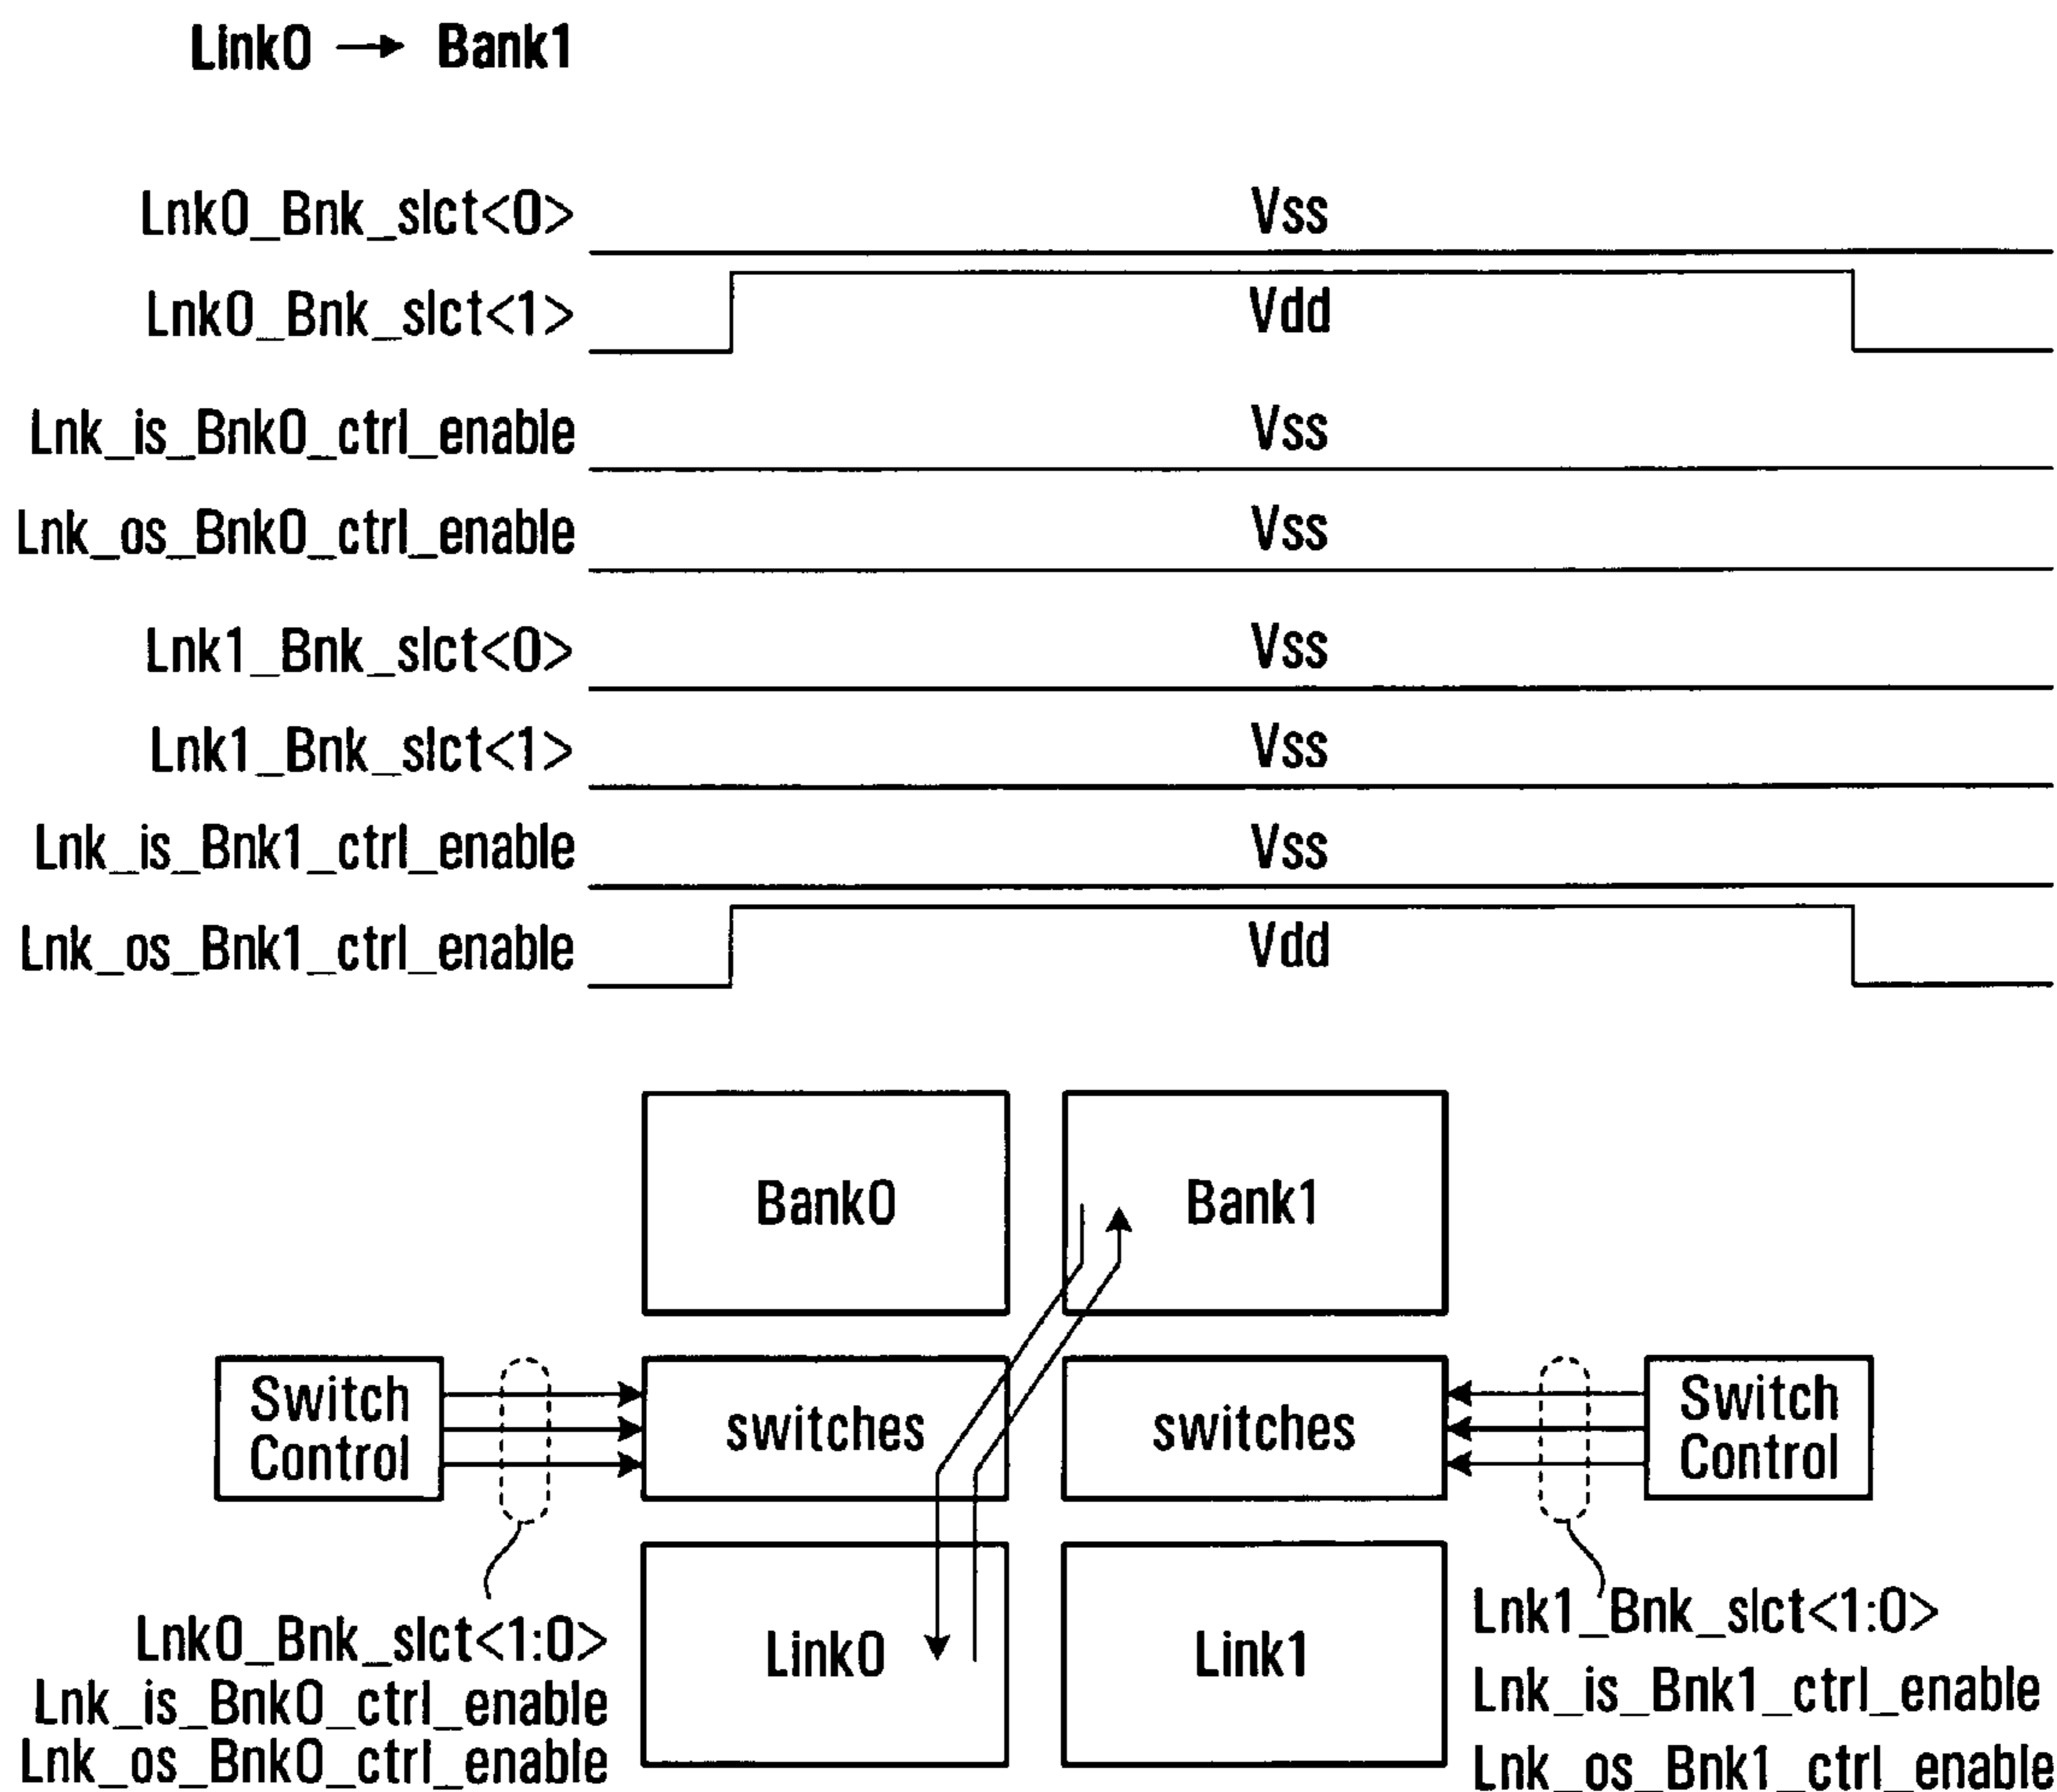 Link0 → Bank1
Lnk0_Bnk_slct<0> Vss
Lnk0_Bnk_slct<1> Vdd
Lnk_is_Bnk0_ctrl_enable Vss
Lnk_os_Bnk0_ctrl_enable Vss
Lnk1_Bnk_slct<0> Vss
Lnk1_Bnk_slct<1> Vss
Lnk_is_Bnk1_ctrl_enable Vss
Lnk_os_Bnk1_ctrl_enable Vdd
Bank0
Bank1
Switch
Control
switches
switches
Switch
Control
Link0
Link1
Lnk0_Bnk_slct<1:0>
Lnk_is_Bnk0_ctrl_enable
Lnk_os_Bnk0_ctrl_enable
Lnk1_Bnk_slct<1:0>
Lnk_is_Bnk1_ctrl_enable
Lnk_os_Bnk1_ctrl_enable